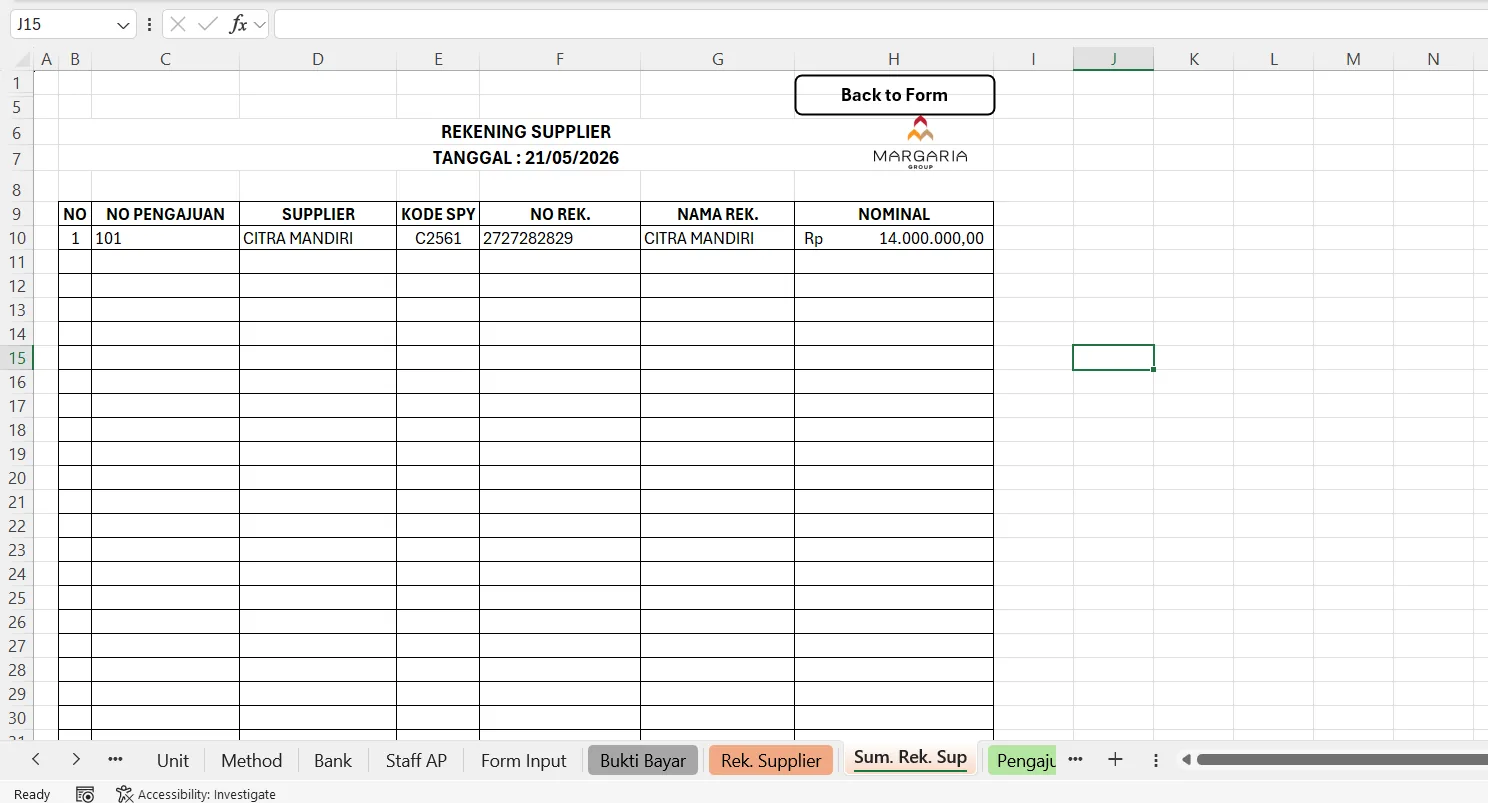 J15
fx
A B C D E F G H I J K L M N
1 Back to Form
5
6 REKENING SUPPLIER
MARGARIA
GROUP
7 TANGGAL : 21/05/2026
8
9 NO NO PENGAJUAN SUPPLIER KODE SPY NO REK. NAMA REK. NOMINAL
10 1 101 CITRA MANDIRI C2561 2727282829 CITRA MANDIRI Rp 14.000.000,00
11
12
13
14
15
16
17
18
19
20
21
22
23
24
25
26
27
28
29
30
Unit Method Bank Staff AP Form Input Bukti Bayar Rek. Supplier Sum. Rek. Sup Pengaju
Ready Accessibility: Investigate